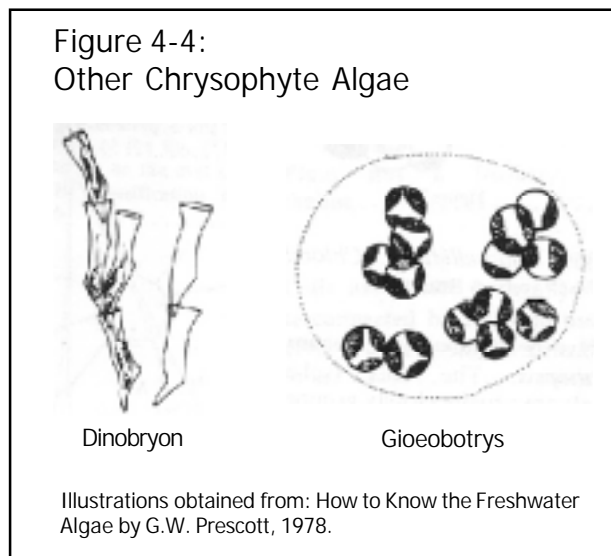 Figure 4-4:
Other Chrysophyte Algae
Dinobryon
Gioeobotrys
Illustrations obtained from: How to Know the Freshwater
Algae by G.W. Prescott, 1978.